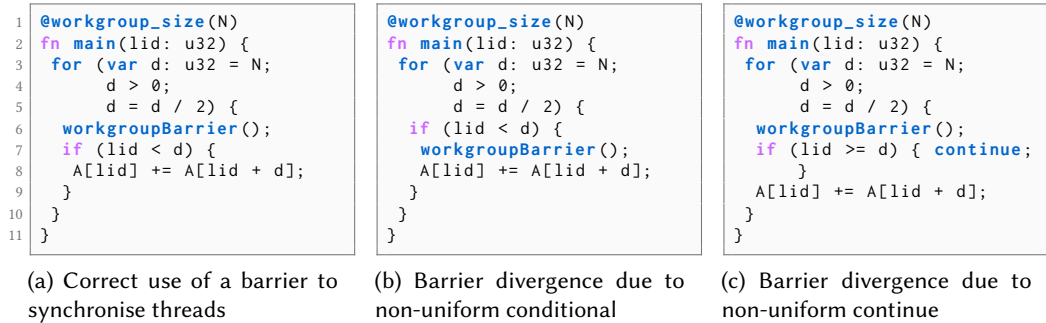 1 @workgroup_size(N)
2 fn main(lid: u32) {
3 for (var d: u32 = N;
4 d > 0;
5 d = d / 2) {
6 workgroupBarrier();
7 if (lid < d) {
8 A[lid] += A[lid + d];
9 }
10 }
11 }
(a) Correct use of a barrier to
synchronise threads
@workgroup_size(N)
fn main(lid: u32) {
for (var d: u32 = N;
d > 0;
d = d / 2) {
if (lid < d) {
workgroupBarrier();
A[lid] += A[lid + d];
}
}
}
(b) Barrier divergence due to
non-uniform conditional
@workgroup_size(N)
fn main(lid: u32) {
for (var d: u32 = N;
d > 0;
d = d / 2) {
workgroupBarrier();
if (lid >= d) { continue;
}
A[lid] += A[lid + d];
}
}
(c) Barrier divergence due to
non-uniform continue